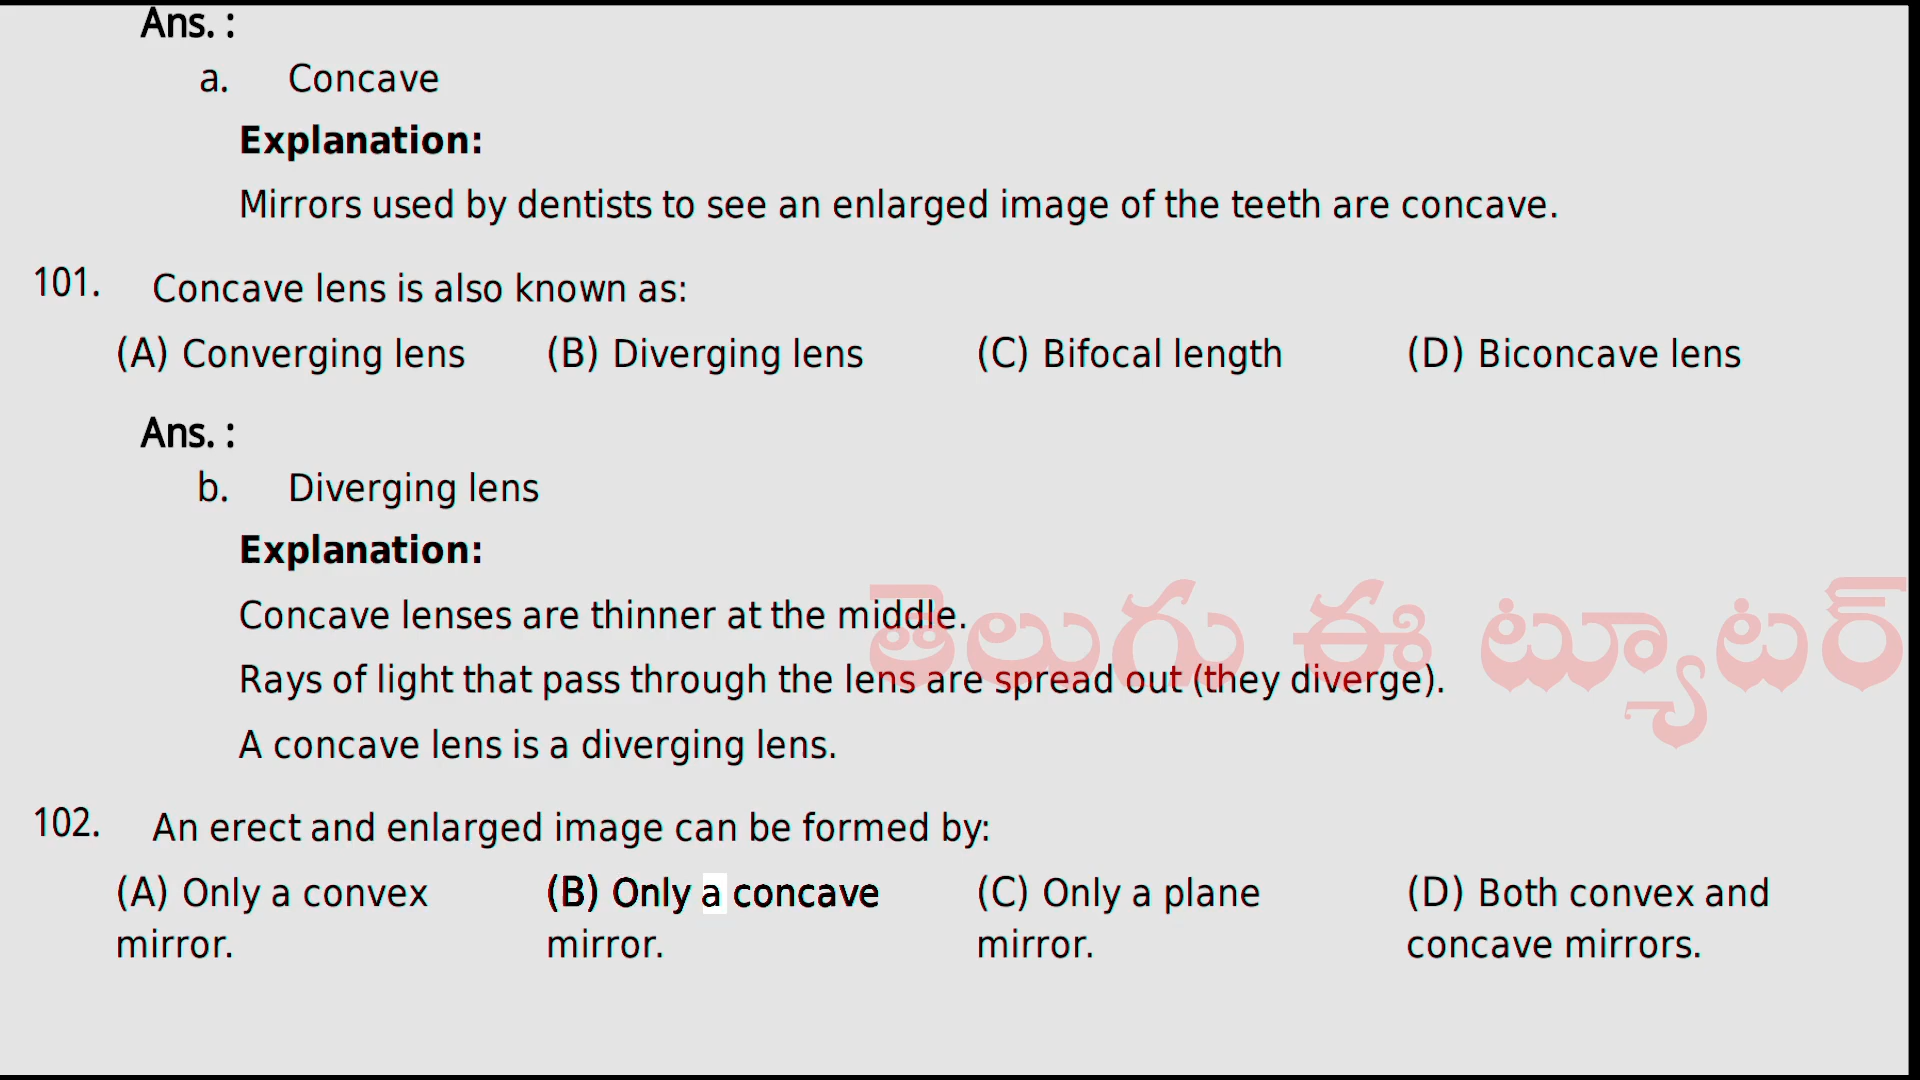 Ans. :
a. Concave
Explanation:
Mirrors used by dentists to see an enlarged image of the teeth are concave.
101. Concave lens is also known as:
(A) Converging lens (B) Diverging lens (C) Bifocal length (D) Biconcave lens
Ans. :
b. Diverging lens
Explanation:
Concave lenses are thinner at the middle.
తెలుగు ఈ ట్యూటర్
Rays of light that pass through the lens are spread out (they diverge).
A concave lens is a diverging lens.
102. An erect and enlarged image can be formed by:
(A) Only a convex (B) Only a concave (C) Only a plane (D) Both convex and
mirror. mirror. mirror. concave mirrors.